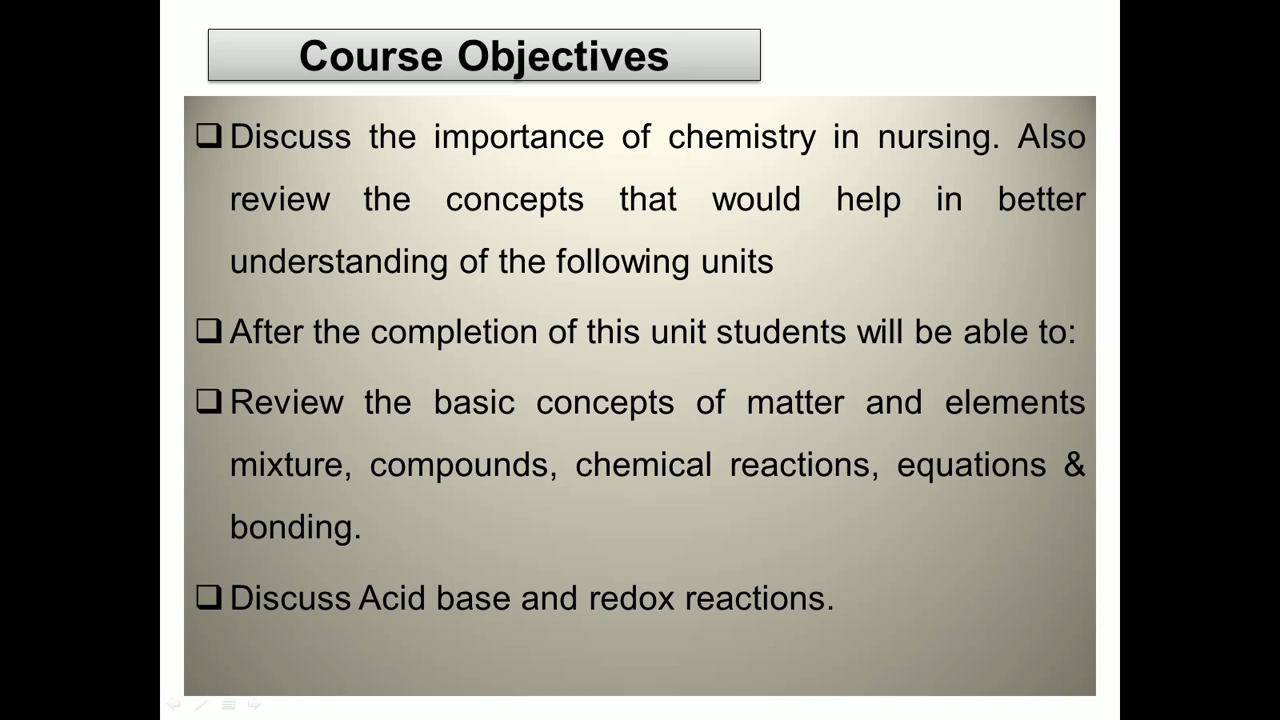 Course Objectives
❑ Discuss the importance of chemistry in nursing. Also
review the concepts that would help in better
understanding of the following units
❑ After the completion of this unit students will be able to:
❑ Review the basic concepts of matter and elements
mixture, compounds, chemical reactions, equations &
bonding.
❑ Discuss Acid base and redox reactions.